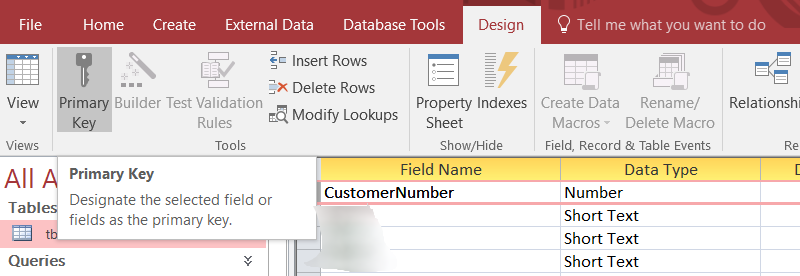 File Home Create External Data Database Tools Design Tell me what you want to do
View Primary Key Builder Test Validation Rules Insert Rows Delete Rows Modify Lookups Property Sheet Indexes Create Data Macros Rename/ Delete Macro Relationsh
Views Tools Show/Hide Field, Record & Table Events Re
All A
Primary Key
Designate the selected field or
fields as the primary key.
Tables
tb
Queries
Field Name Data Type D
CustomerNumber Number
Short Text
Short Text
Short Text